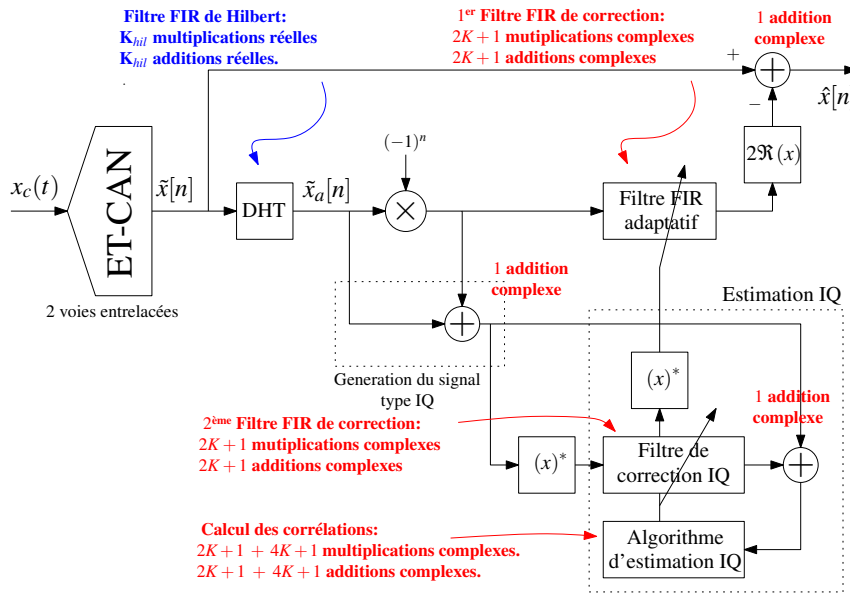 Filtre FIR de Hilbert:
K_hil multiplications réelles
K_hil additions réelles.
1er Filtre FIR de correction:
2K+1 mutiplications complexes
2K+1 additions complexes
1 addition
complexe
+
−
x̂[n
x_c(t)
ET-CAN
x̃[n]
2 voies entrelacées
DHT
x̃_a[n]
(-1)^n
×
Filtre FIR
adaptatif
2ℜ(x)
1 addition
complexe
+
Generation du signal
type IQ
Estimation IQ
(x)*
1 addition
complexe
2ème Filtre FIR de correction:
2K+1 mutiplications complexes
2K+1 additions complexes
(x)*
Filtre de
correction IQ
+
Calcul des corrélations:
2K+1 + 4K+1 multiplications complexes.
2K+1 + 4K+1 additions complexes.
Algorithme
d'estimation IQ